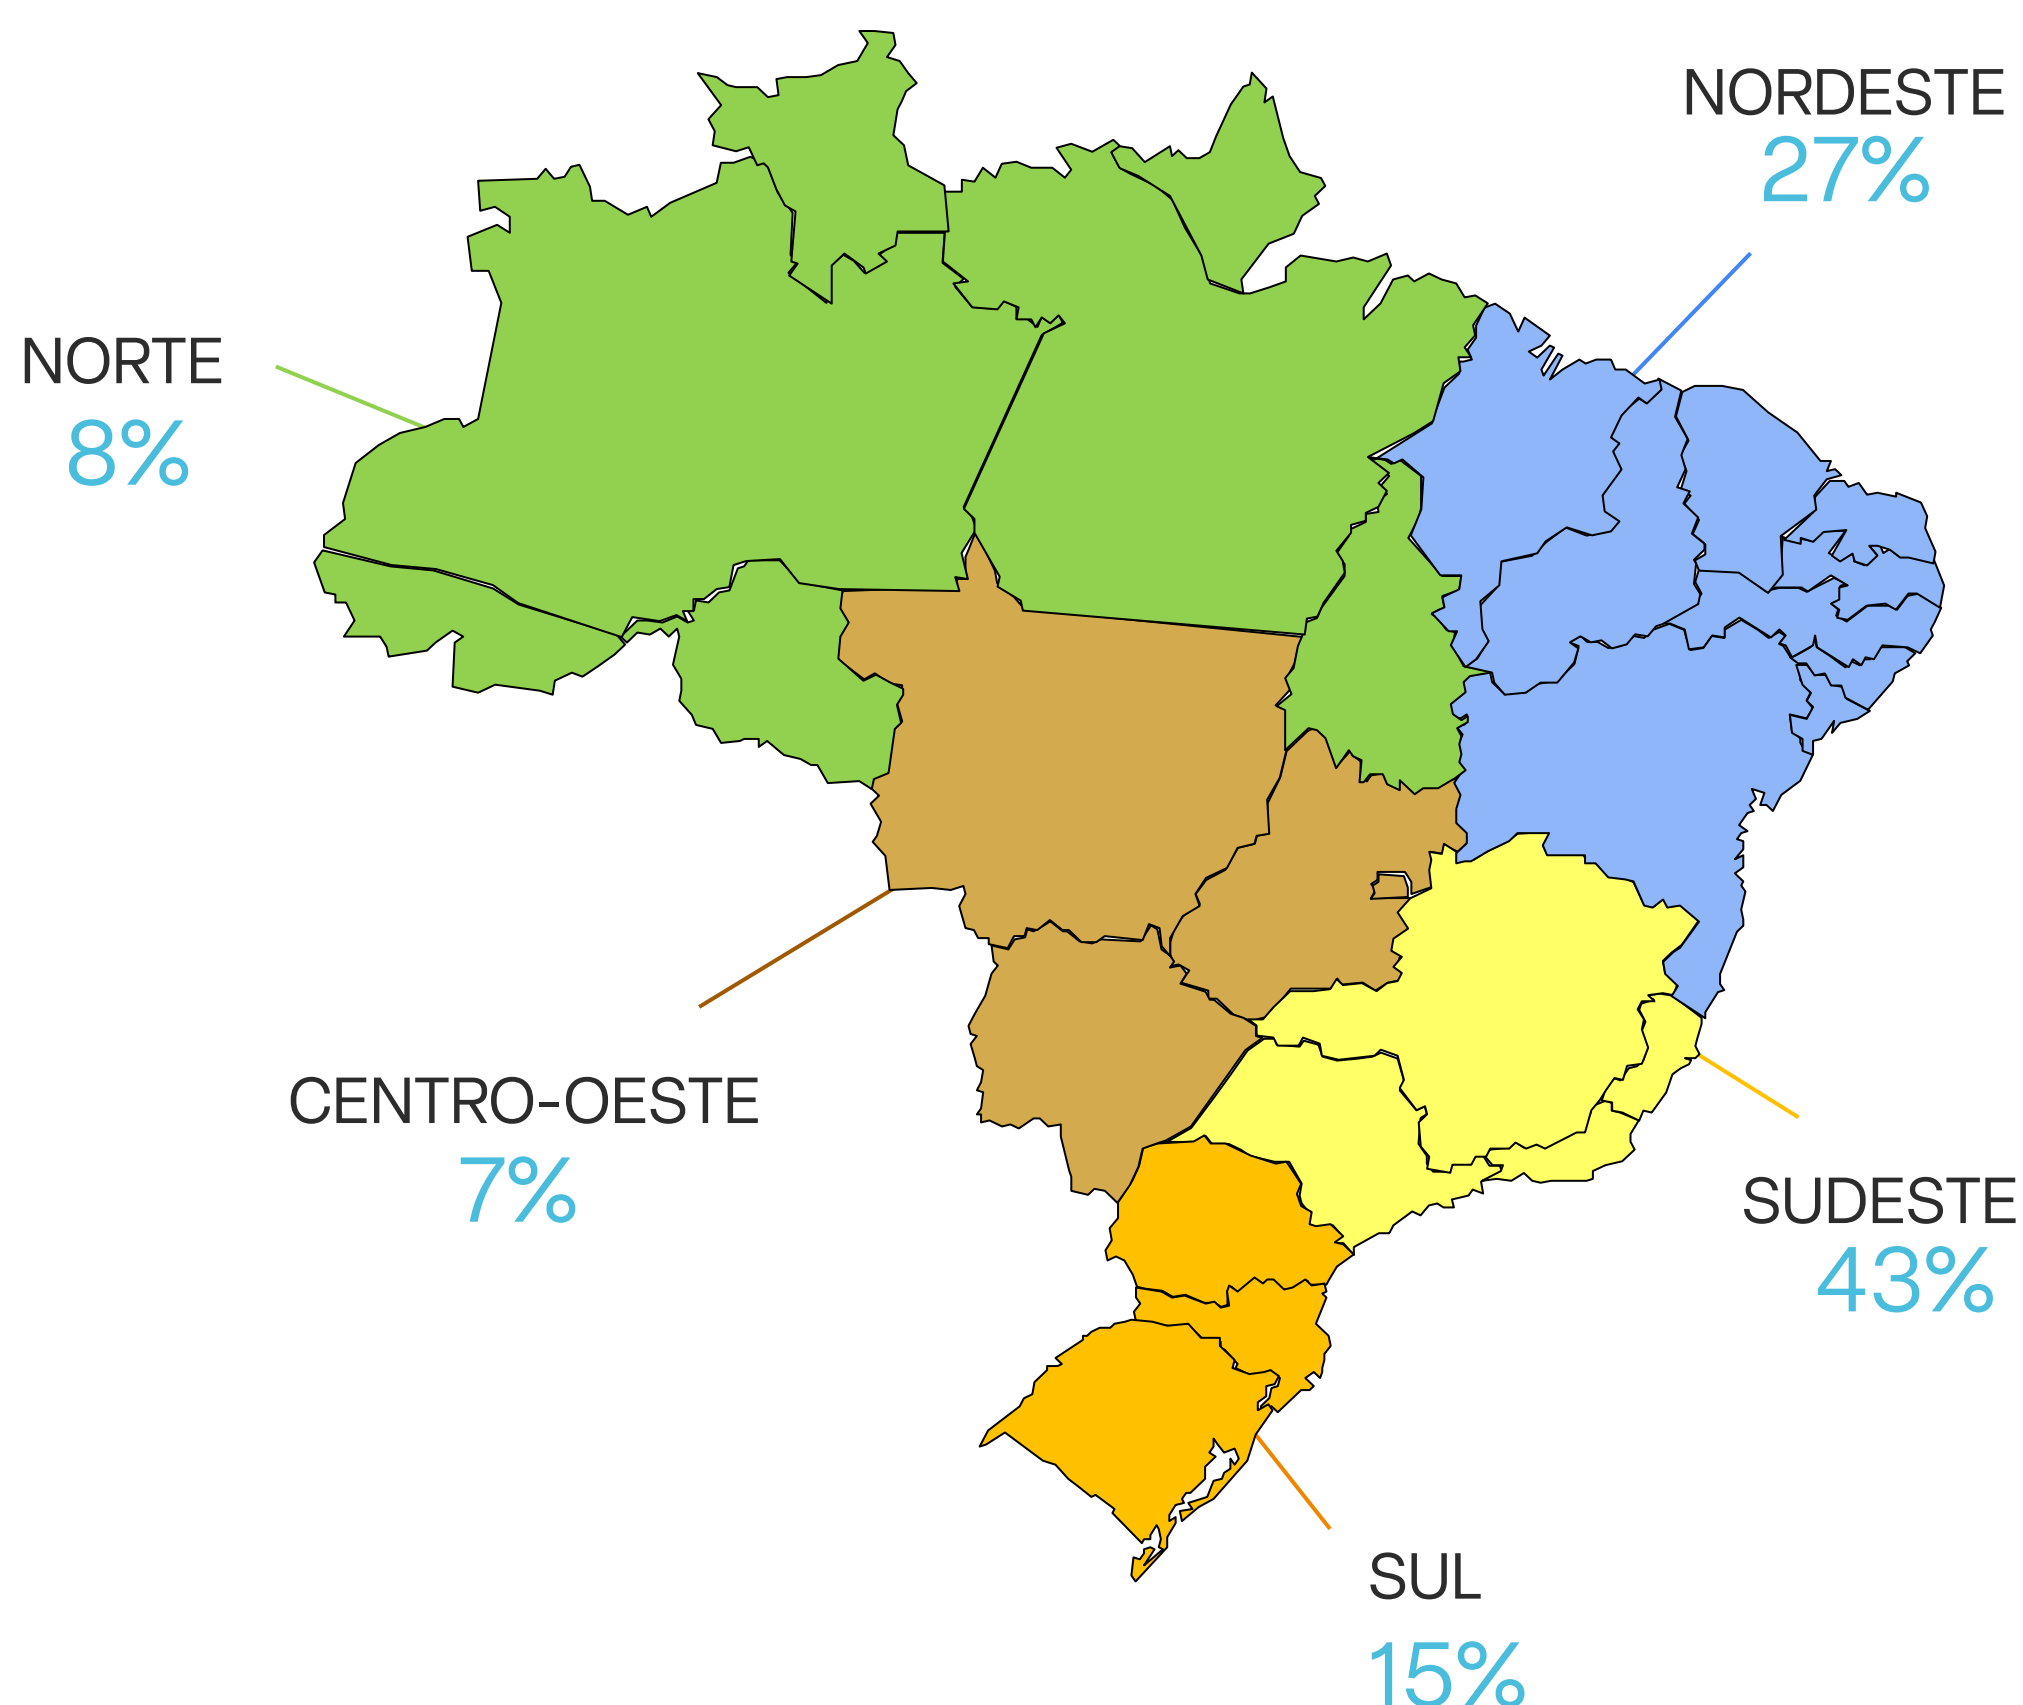 NORDESTE
27%
NORTE
8%
CENTRO-OESTE
7%
SUDESTE
43%
SUL
15%